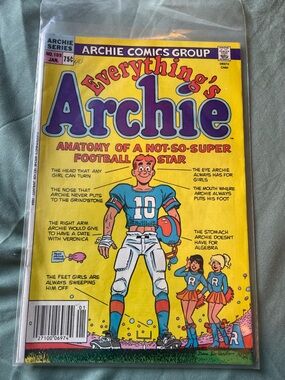 ARCHIE SERIES
ARCHIE COMICS GROUP
JAN.
75¢
Everything's
Archie
ANATOMY OF A NOT-SO-SUPER
FOOTBALL STAR
THE HEAD THAT ANY
GIRL CAN TURN
THE EYE ARCHIE
ALWAYS HAS FOR
GIRLS
THE NOSE THAT
ARCHIE NEVER PUTS
TO THE GRINDSTONE
THE MOUTH WHERE
ARCHIE ALWAYS
PUTS HIS FOOT
10
THE RIGHT ARM
ARCHIE WOULD GIVE
TO HAVE A DATE
WITH VERONICA
THE STOMACH
ARCHIE DOESN'T
HAVE FOR
ALGEBRA
THE FEET GIRLS ARE
ALWAYS SWEEPING
HIM OFF
R
R
R
7100 06974